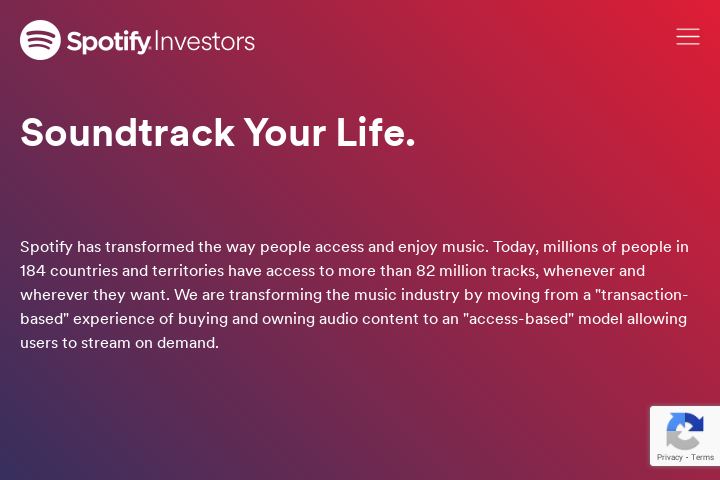 Spotify Investors
Soundtrack Your Life.
Spotify has transformed the way people access and enjoy music. Today, millions of people in
184 countries and territories have access to more than 82 million tracks, whenever and
wherever they want. We are transforming the music industry by moving from a "transaction-
based" experience of buying and owning audio content to an "access-based" model allowing
users to stream on demand.
Privacy - Terms